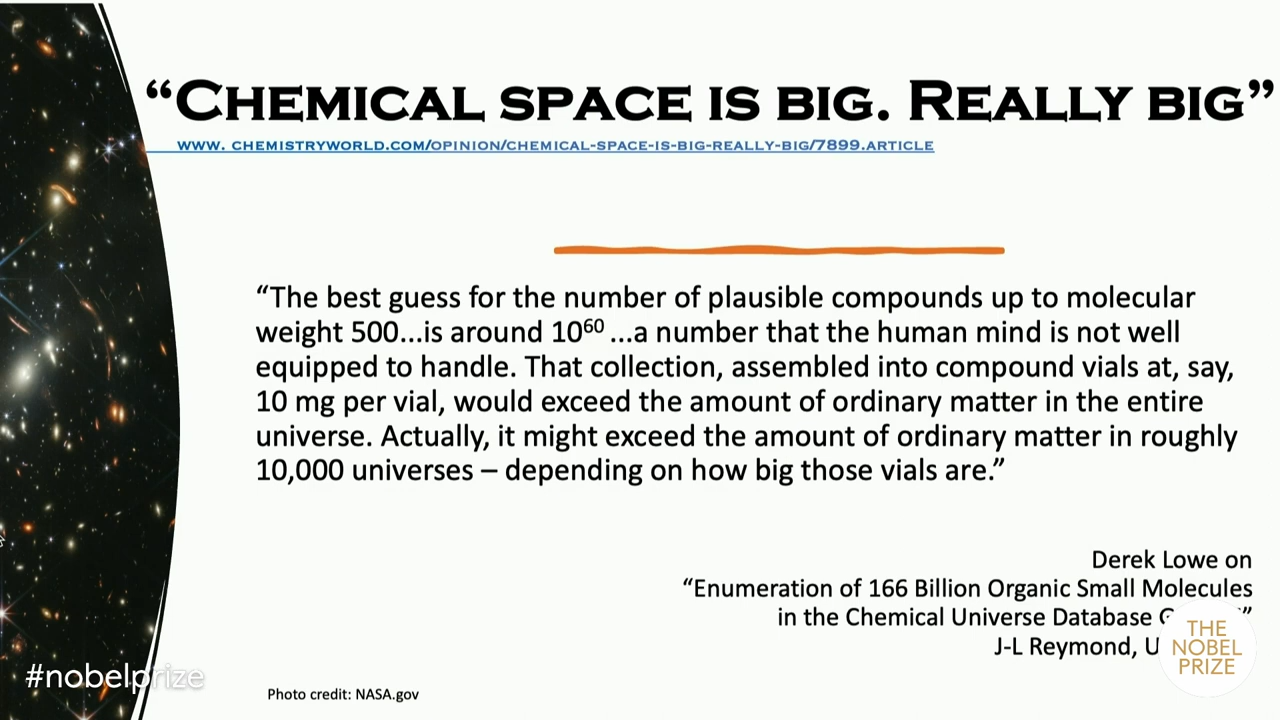 “CHEMICAL SPACE IS BIG. REALLY BIG”
WWW. CHEMISTRYWORLD.COM/OPINION/CHEMICAL-SPACE-IS-BIG-REALLY-BIG/7899.ARTICLE
“The best guess for the number of plausible compounds up to molecular
weight 500...is around 10⁶⁰ ...a number that the human mind is not well
equipped to handle. That collection, assembled into compound vials at, say,
10 mg per vial, would exceed the amount of ordinary matter in the entire
universe. Actually, it might exceed the amount of ordinary matter in roughly
10,000 universes – depending on how big those vials are.”
Derek Lowe on
“Enumeration of 166 Billion Organic Small Molecules
in the Chemical Universe Database ”
J-L Reymond,
THE
NOBEL
PRIZE
#nobelprize
Photo credit: NASA.gov